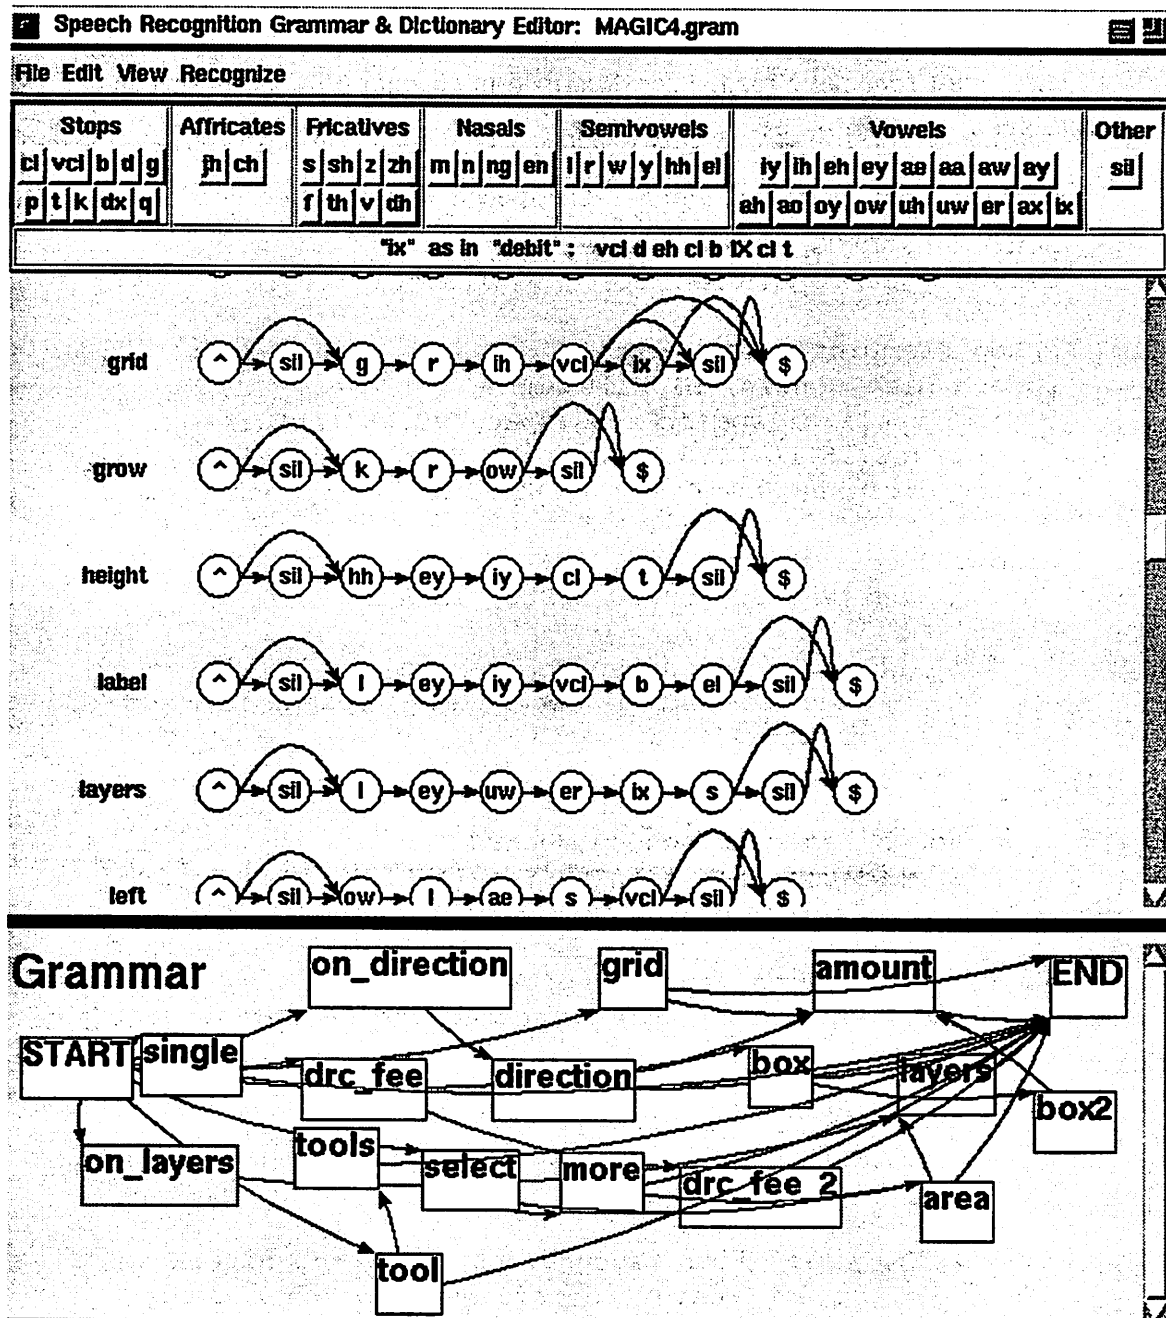 Speech Recognition Grammar & Dictionary Editor: MAGIC4.gram
File Edit View Recognize
Stops Affricates Fricatives Nasals Semivowels Vowels Other
cl vcl b d g jh ch s sh z zh m n ng en l r w y hh el iy ih eh ey ae aa aw ay sil
p t k dx q f th v dh ah ao oy ow uh uw er ax ix
"ix" as in "debit" : vcl d eh cl b IX cl t
grid ^ sil g r ih vcl ix sil $
grow ^ sil k r ow sil $
height ^ sil hh ey iy cl t sil $
label ^ sil l ey iy vcl b el sil $
layers ^ sil l ey uw er ix s sil $
left ^ sil ow l ae s vcl sil $
Grammar on_direction grid amount END
START single drc_fee direction box layers box2
on_layers tools select more drc_fee_2 area
tool